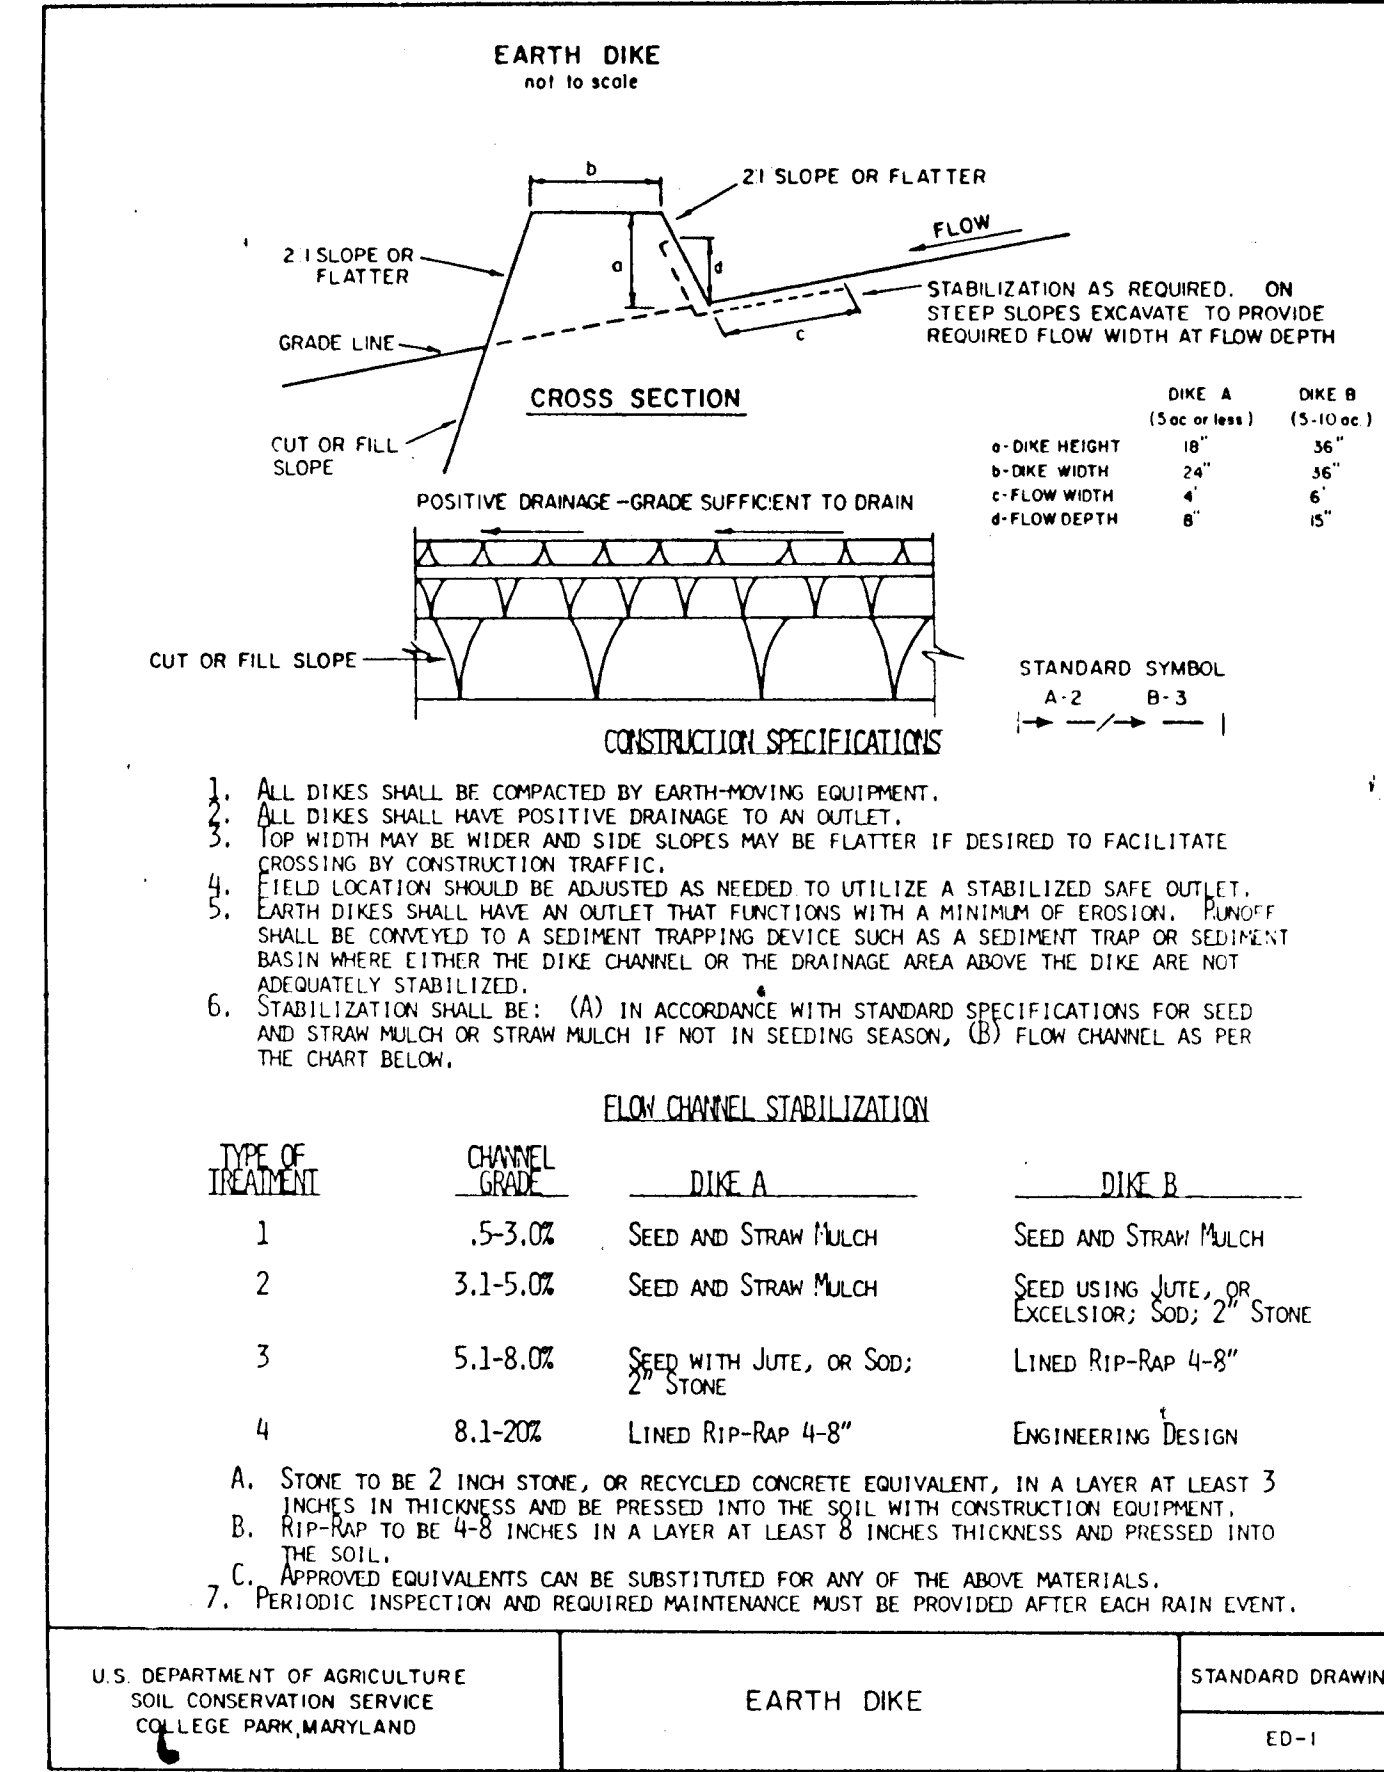 EARTH DIKE
not to scale
b
2:1 SLOPE OR FLATTER
FLOW
2:1 SLOPE OR
FLATTER
a
d
STABILIZATION AS REQUIRED. ON
STEEP SLOPES EXCAVATE TO PROVIDE
REQUIRED FLOW WIDTH AT FLOW DEPTH
GRADE LINE
c
CROSS SECTION
CUT OR FILL
SLOPE
DIKE A DIKE B
(5 ac or less) (5-10 ac.)
a-DIKE HEIGHT 18" 36"
b-DIKE WIDTH 24" 36"
c-FLOW WIDTH 4' 6'
d-FLOW DEPTH 8" 15"
POSITIVE DRAINAGE-GRADE SUFFICIENT TO DRAIN
CUT OR FILL SLOPE
STANDARD SYMBOL
A-2 B-3
CONSTRUCTION SPECIFICATIONS
1. ALL DIKES SHALL BE COMPACTED BY EARTH-MOVING EQUIPMENT.
2. ALL DIKES SHALL HAVE POSITIVE DRAINAGE TO AN OUTLET.
3. TOP WIDTH MAY BE WIDER AND SIDE SLOPES MAY BE FLATTER IF DESIRED TO FACILITATE
CROSSING BY CONSTRUCTION TRAFFIC.
4. FIELD LOCATION SHOULD BE ADJUSTED AS NEEDED TO UTILIZE A STABILIZED SAFE OUTLET.
5. EARTH DIKES SHALL HAVE AN OUTLET THAT FUNCTIONS WITH A MINIMUM OF EROSION. RUNOFF
SHALL BE CONVEYED TO A SEDIMENT TRAPPING DEVICE SUCH AS A SEDIMENT TRAP OR SEDIMENT
BASIN WHERE EITHER THE DIKE CHANNEL OR THE DRAINAGE AREA ABOVE THE DIKE ARE NOT
ADEQUATELY STABILIZED.
6. STABILIZATION SHALL BE: (A) IN ACCORDANCE WITH STANDARD SPECIFICATIONS FOR SEED
AND STRAW MULCH OR STRAW MULCH IF NOT IN SEEDING SEASON, (B) FLOW CHANNEL AS PER
THE CHART BELOW.
FLOW CHANNEL STABILIZATION
TYPE OF CHANNEL
TREATMENT GRADE DIKE A DIKE B
1 .5-3.0% SEED AND STRAW MULCH SEED AND STRAW MULCH
2 3.1-5.0% SEED AND STRAW MULCH SEED USING JUTE, OR
EXCELSIOR; SOD; 2" STONE
3 5.1-8.0% SEED WITH JUTE, OR SOD; LINED RIP-RAP 4-8"
2" STONE
4 8.1-20% LINED RIP-RAP 4-8" ENGINEERING DESIGN
A. STONE TO BE 2 INCH STONE, OR RECYCLED CONCRETE EQUIVALENT, IN A LAYER AT LEAST 3
INCHES IN THICKNESS AND BE PRESSED INTO THE SOIL WITH CONSTRUCTION EQUIPMENT.
B. RIP-RAP TO BE 4-8 INCHES IN A LAYER AT LEAST 8 INCHES THICKNESS AND PRESSED INTO
THE SOIL.
C. APPROVED EQUIVALENTS CAN BE SUBSTITUTED FOR ANY OF THE ABOVE MATERIALS.
7. PERIODIC INSPECTION AND REQUIRED MAINTENANCE MUST BE PROVIDED AFTER EACH RAIN EVENT.
U.S. DEPARTMENT OF AGRICULTURE
SOIL CONSERVATION SERVICE
COLLEGE PARK, MARYLAND
EARTH DIKE
STANDARD DRAWIN
ED-1